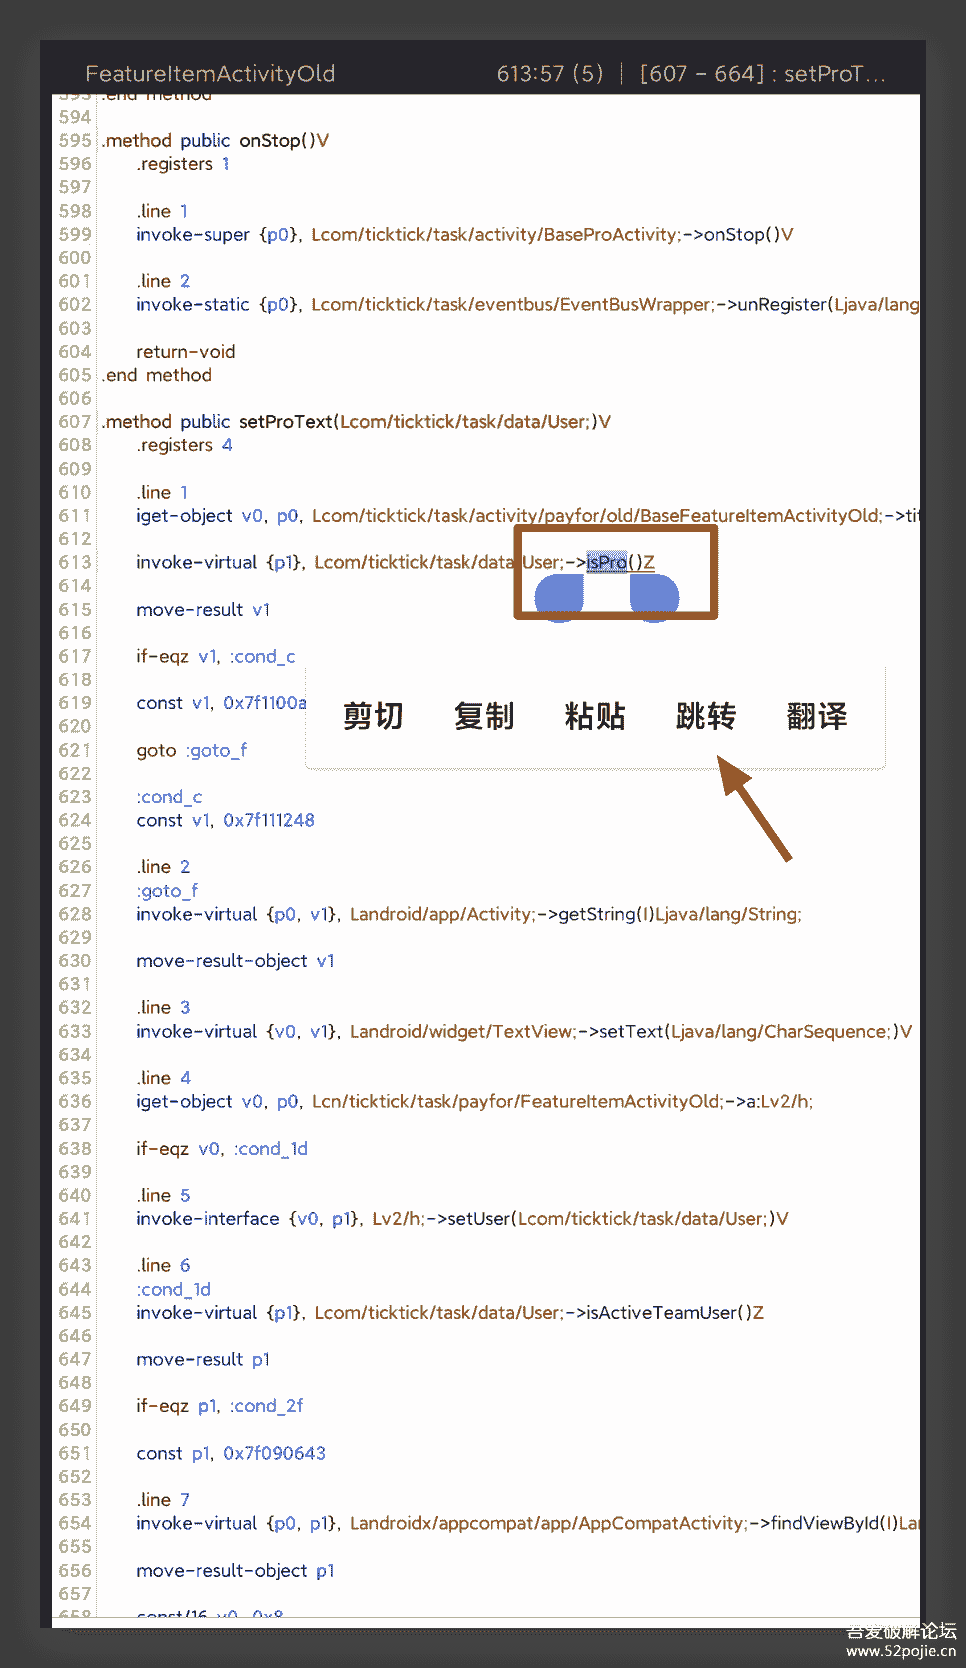 FeatureItemActivityOld 613:57 (5) | [607 - 664] : setProT...
593 .end method
594
595 .method public onStop()V
596 .registers 1
597
598 .line 1
599 invoke-super {p0}, Lcom/ticktick/task/activity/BaseProActivity;->onStop()V
600
601 .line 2
602 invoke-static {p0}, Lcom/ticktick/task/eventbus/EventBusWrapper;->unRegister(Ljava/lang
603
604 return-void
605 .end method
606
607 .method public setProText(Lcom/ticktick/task/data/User;)V
608 .registers 4
609
610 .line 1
611 iget-object v0, p0, Lcom/ticktick/task/activity/payfor/old/BaseFeatureItemActivityOld;->tit
612
613 invoke-virtual {p1}, Lcom/ticktick/task/data/User;->isPro()Z
614
615 move-result v1
616
617 if-eqz v1, :cond_c
618
619 const v1, 0x7f1100a
剪切 复制 粘贴 跳转 翻译
620
621 goto :goto_f
622
623 :cond_c
624 const v1, 0x7f111248
625
626 .line 2
627 :goto_f
628 invoke-virtual {p0, v1}, Landroid/app/Activity;->getString(I)Ljava/lang/String;
629
630 move-result-object v1
631
632 .line 3
633 invoke-virtual {v0, v1}, Landroid/widget/TextView;->setText(Ljava/lang/CharSequence;)V
634
635 .line 4
636 iget-object v0, p0, Lcn/ticktick/task/payfor/FeatureItemActivityOld;->a:Lv2/h;
637
638 if-eqz v0, :cond_1d
639
640 .line 5
641 invoke-interface {v0, p1}, Lv2/h;->setUser(Lcom/ticktick/task/data/User;)V
642
643 .line 6
644 :cond_1d
645 invoke-virtual {p1}, Lcom/ticktick/task/data/User;->isActiveTeamUser()Z
646
647 move-result p1
648
649 if-eqz p1, :cond_2f
650
651 const p1, 0x7f090643
652
653 .line 7
654 invoke-virtual {p0, p1}, Landroidx/appcompat/app/AppCompatActivity;->findViewById(I)La
655
656 move-result-object p1
657
658 const/16 v0, 0x8
吾爱破解论坛
www.52pojie.cn